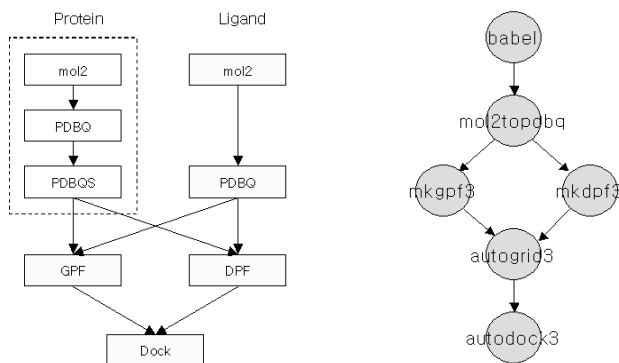 Protein
Ligand
mol2
mol2
PDBQ
PDBQS
PDBQ
GPF
DPF
Dock
babel
mol2topdbq
mkgpf3
mkdpf3
autogrid3
autodock3